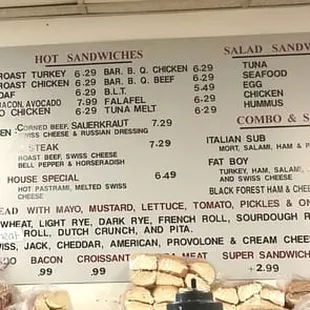 HOT SANDWICHES
ROAST TURKEY 6.29
ROAST CHICKEN 6.29
OAF 6.29
BACON, AVOCADO 7.99
O CHICKEN 6.29
BAR. B. Q. CHICKEN 6.29
BAR. B. Q. BEEF 6.29
B.L.T. 5.49
FALAFEL 6.29
TUNA MELT 6.29
EN : CORNED BEEF, SAUERKRAUT 7.29
SWISS CHEESE & RUSSIAN DRESSING
STEAK 7.29
ROAST BEEF, SWISS CHEESE
BELL PEPPER & HORSERADISH
HOUSE SPECIAL 6.49
HOT PASTRAMI, MELTED SWISS
CHEESE
SALAD SANDW
TUNA
SEAFOOD
EGG
CHICKEN
HUMMUS
COMBO & S
ITALIAN SUB
MORT, SALAMI, HAM & P
FAT BOY
TURKEY, HAM, SALAMI,
AND SWISS CHEESE
BLACK FOREST HAM & CHEE
EAD WITH MAYO, MUSTARD, LETTUCE, TOMATO, PICKLES & ON
WHEAT, LIGHT RYE, DARK RYE, FRENCH ROLL, SOURDOUGH R
ROLL, DUTCH CRUNCH, AND PITA.
WISS, JACK, CHEDDAR, AMERICAN, PROVOLONE & CREAM CHEES
DO BACON CROISSANT MEAT SUPER SANDWICH
.99 .99 +2.99